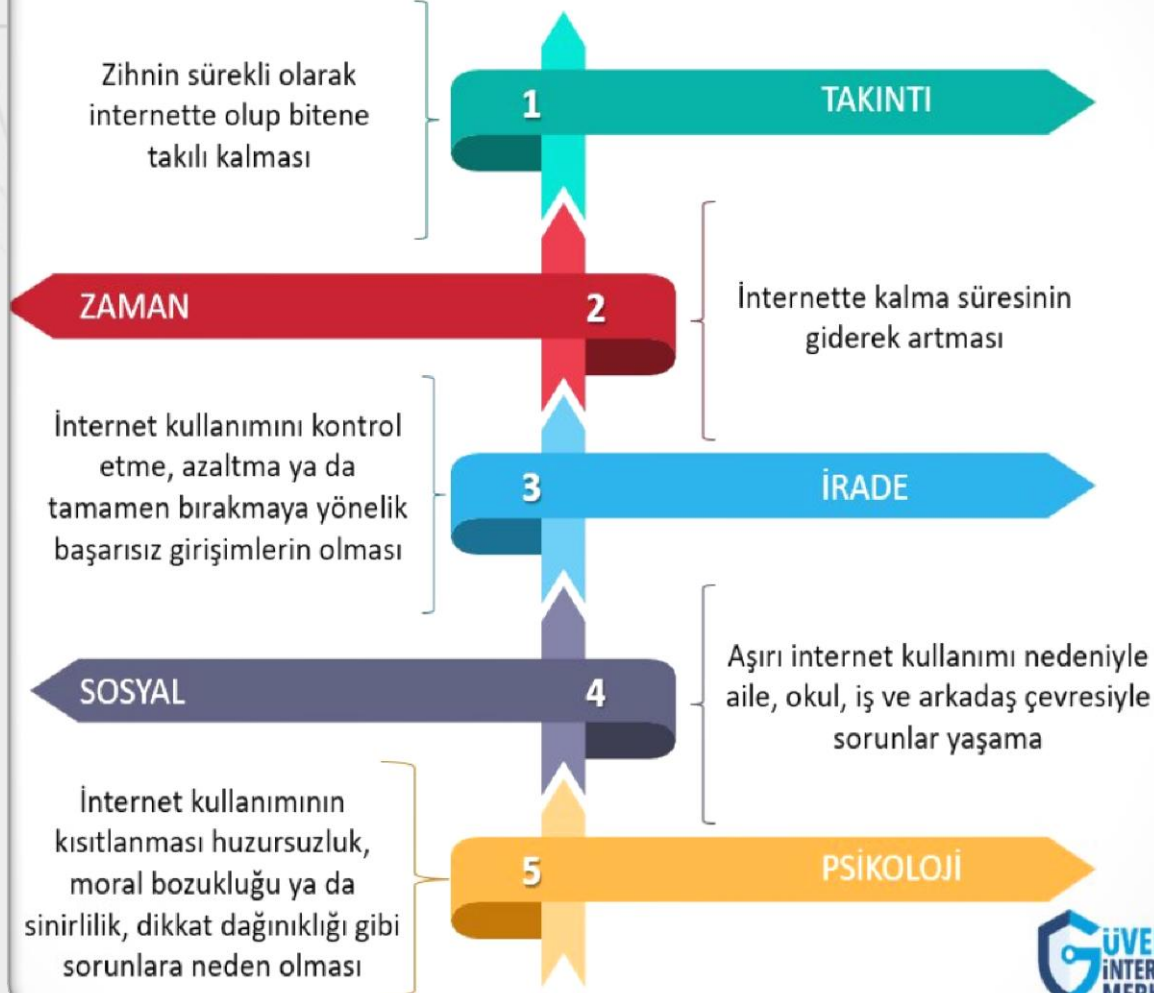 Zihnin sürekli olarak
internette olup bitene
takılı kalması
1
TAKINTI
ZAMAN
2
İnternette kalma süresinin
giderek artması
İnternet kullanımını kontrol
etme, azaltma ya da
tamamen bırakmaya yönelik
başarısız girişimlerin olması
3
İRADE
SOSYAL
4
Aşırı internet kullanımı nedeniyle
aile, okul, iş ve arkadaş çevresiyle
sorunlar yaşama
İnternet kullanımının
kısıtlanması huzursuzluk,
moral bozukluğu ya da
sinirlilik, dikkat dağınıklığı gibi
sorunlara neden olması
5
PSİKOLOJİ